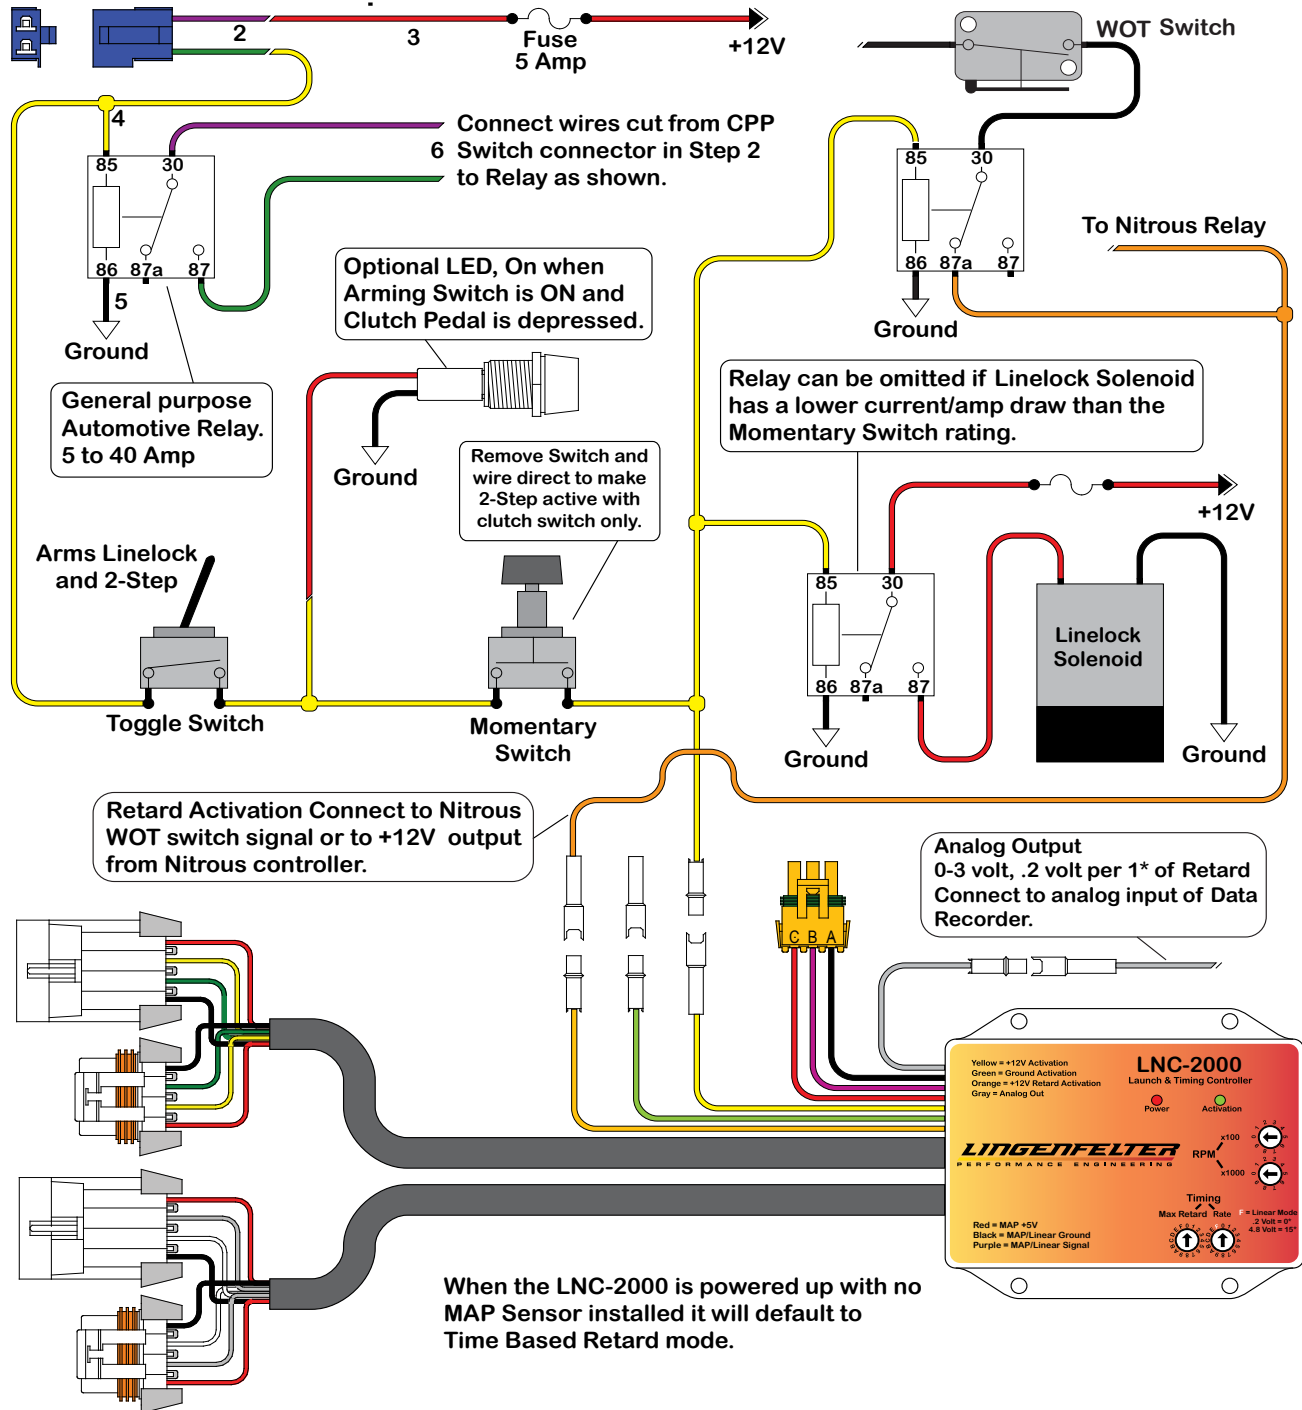 2
3
Fuse
5 Amp
+12V
WOT Switch
4
Connect wires cut from CPP
6 Switch connector in Step 2
to Relay as shown.
85 30
86 87a 87
5
Ground
85 30
86 87a 87
Ground
To Nitrous Relay
Optional LED, On when
Arming Switch is ON and
Clutch Pedal is depressed.
General purpose
Automotive Relay.
5 to 40 Amp
Ground
Relay can be omitted if Linelock Solenoid
has a lower current/amp draw than the
Momentary Switch rating.
Remove Switch and
wire direct to make
2-Step active with
clutch switch only.
+12V
Arms Linelock
and 2-Step
85 30
86 87a 87
Ground
Linelock
Solenoid
Ground
Toggle Switch
Momentary
Switch
Retard Activation Connect to Nitrous
WOT switch signal or to +12V output
from Nitrous controller.
Analog Output
0-3 volt, .2 volt per 1* of Retard
Connect to analog input of Data
Recorder.
C B A
Yellow = +12V Activation
Green = Ground Activation
Orange = +12V Retard Activation
Gray = Analog Out
LNC-2000
Launch & Timing Controller
Power Activation
LINGENFELTER
PERFORMANCE ENGINEERING
RPM
x100
x1000
Timing
Max Retard Rate
F = Linear Mode
.2 Volt = 0°
4.8 Volt = 15°
Red = MAP +5V
Black = MAP/Linear Ground
Purple = MAP/Linear Signal
When the LNC-2000 is powered up with no
MAP Sensor installed it will default to
Time Based Retard mode.